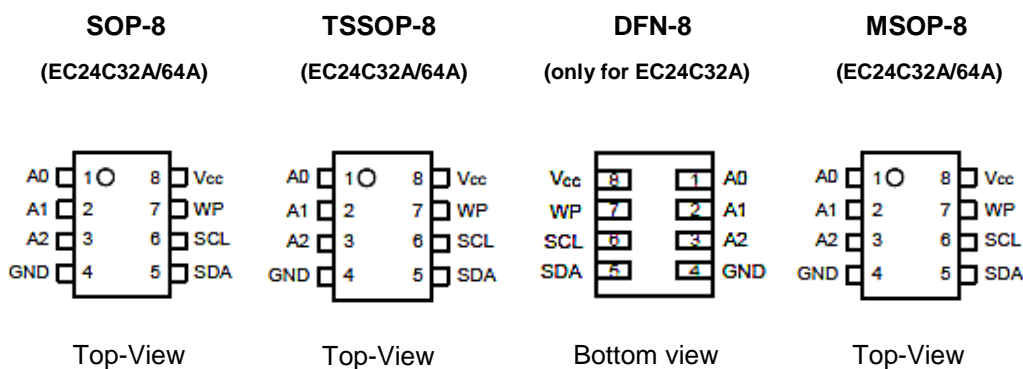 SOP-8 TSSOP-8 DFN-8 MSOP-8
(EC24C32A/64A) (EC24C32A/64A) (only for EC24C32A) (EC24C32A/64A)
A0 1 8 Vcc A0 1 8 Vcc Vcc 8 1 A0 A0 1 8 Vcc
A1 2 7 WP A1 2 7 WP WP 7 2 A1 A1 2 7 WP
A2 3 6 SCL A2 3 6 SCL SCL 6 3 A2 A2 3 6 SCL
GND 4 5 SDA GND 4 5 SDA SDA 5 4 GND GND 4 5 SDA
Top-View Top-View Bottom view Top-View